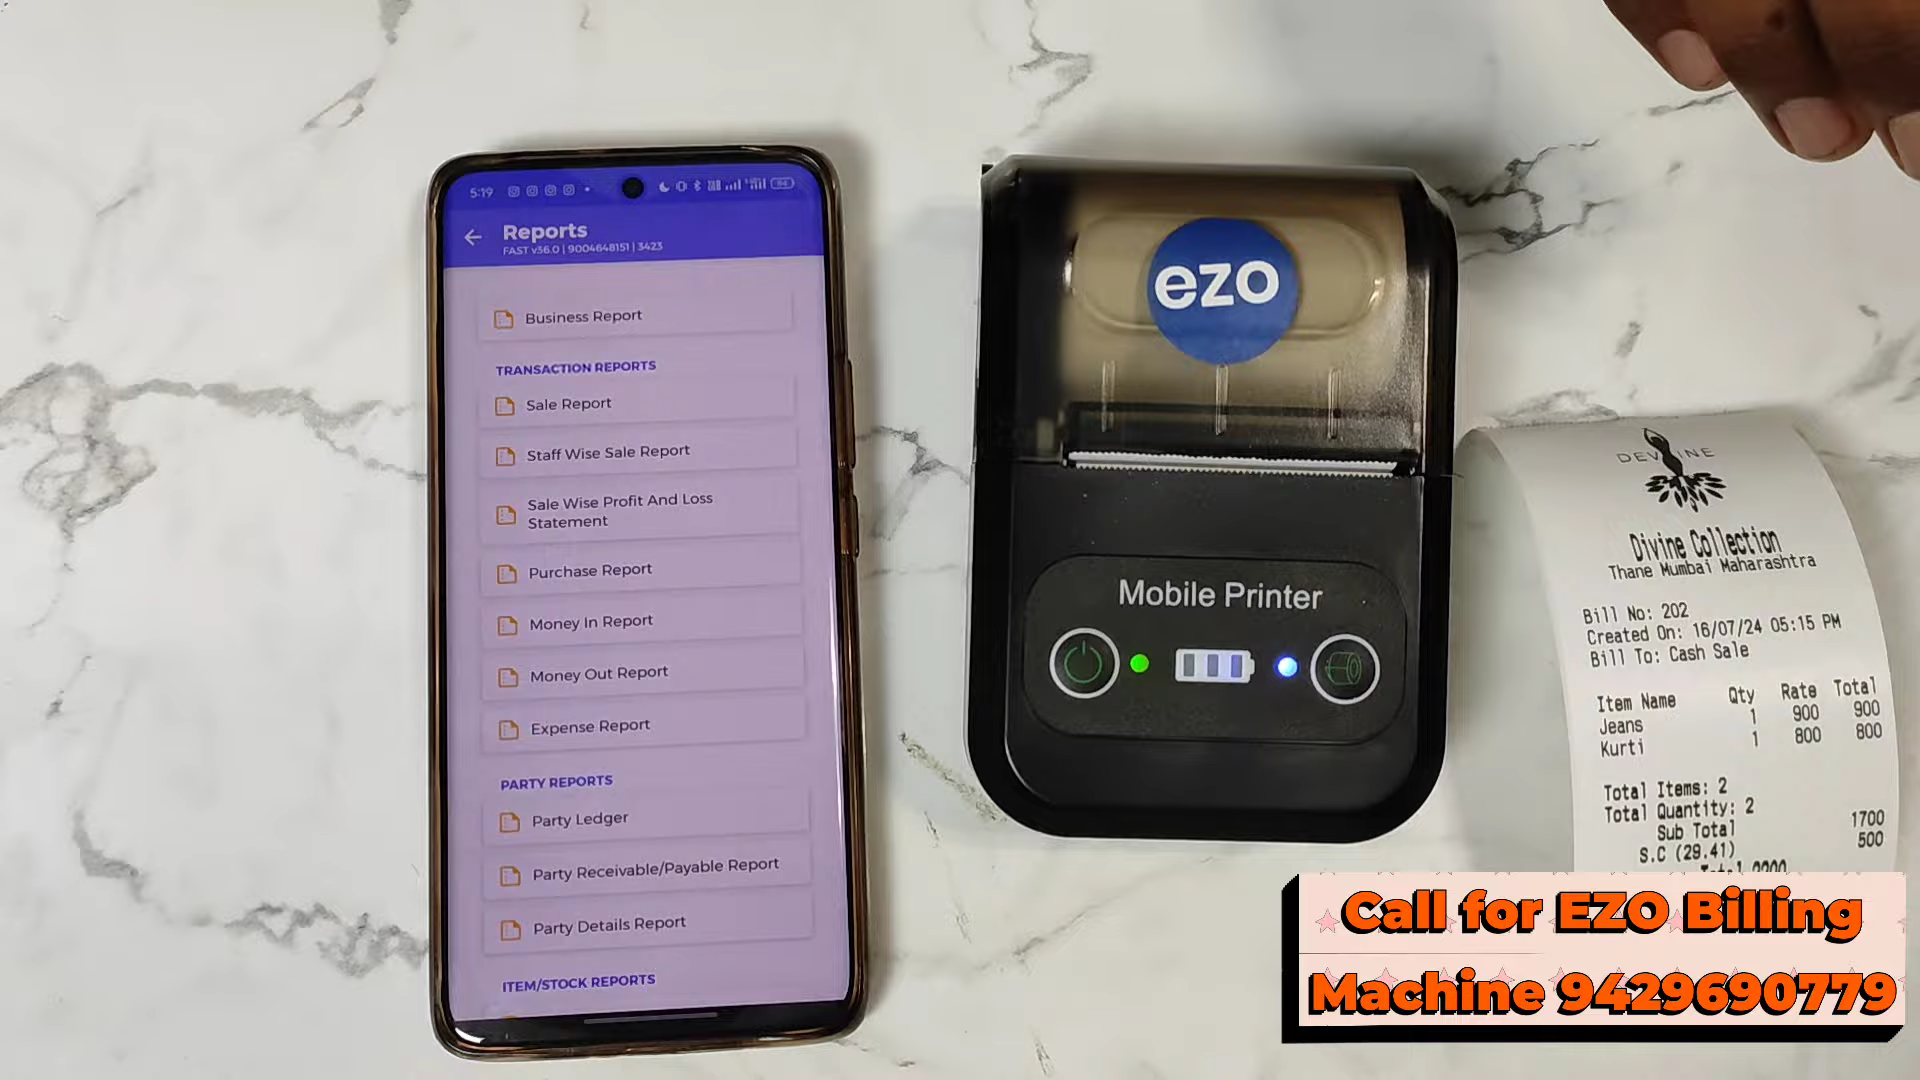 5:19
Reports
FAST v36.0 | 9004648151 | 3423
Business Report
TRANSACTION REPORTS
Sale Report
Staff Wise Sale Report
Sale Wise Profit And Loss
Statement
Purchase Report
Money In Report
Money Out Report
Expense Report
PARTY REPORTS
Party Ledger
Party Receivable/Payable Report
Party Details Report
ITEM/STOCK REPORTS
ezo
Mobile Printer
Divine Collection
Thane Mumbai Maharashtra
Bill No: 202
Created On: 16/07/24 05:15 PM
Bill To: Cash Sale
Item Name Qty Rate Total
Jeans 1 900 900
Kurti 1 800 800
Total Items: 2
Total Quantity: 2
Sub Total 1700
S.C (29.41) 500
Call for EZO Billing
Machine 9429690779